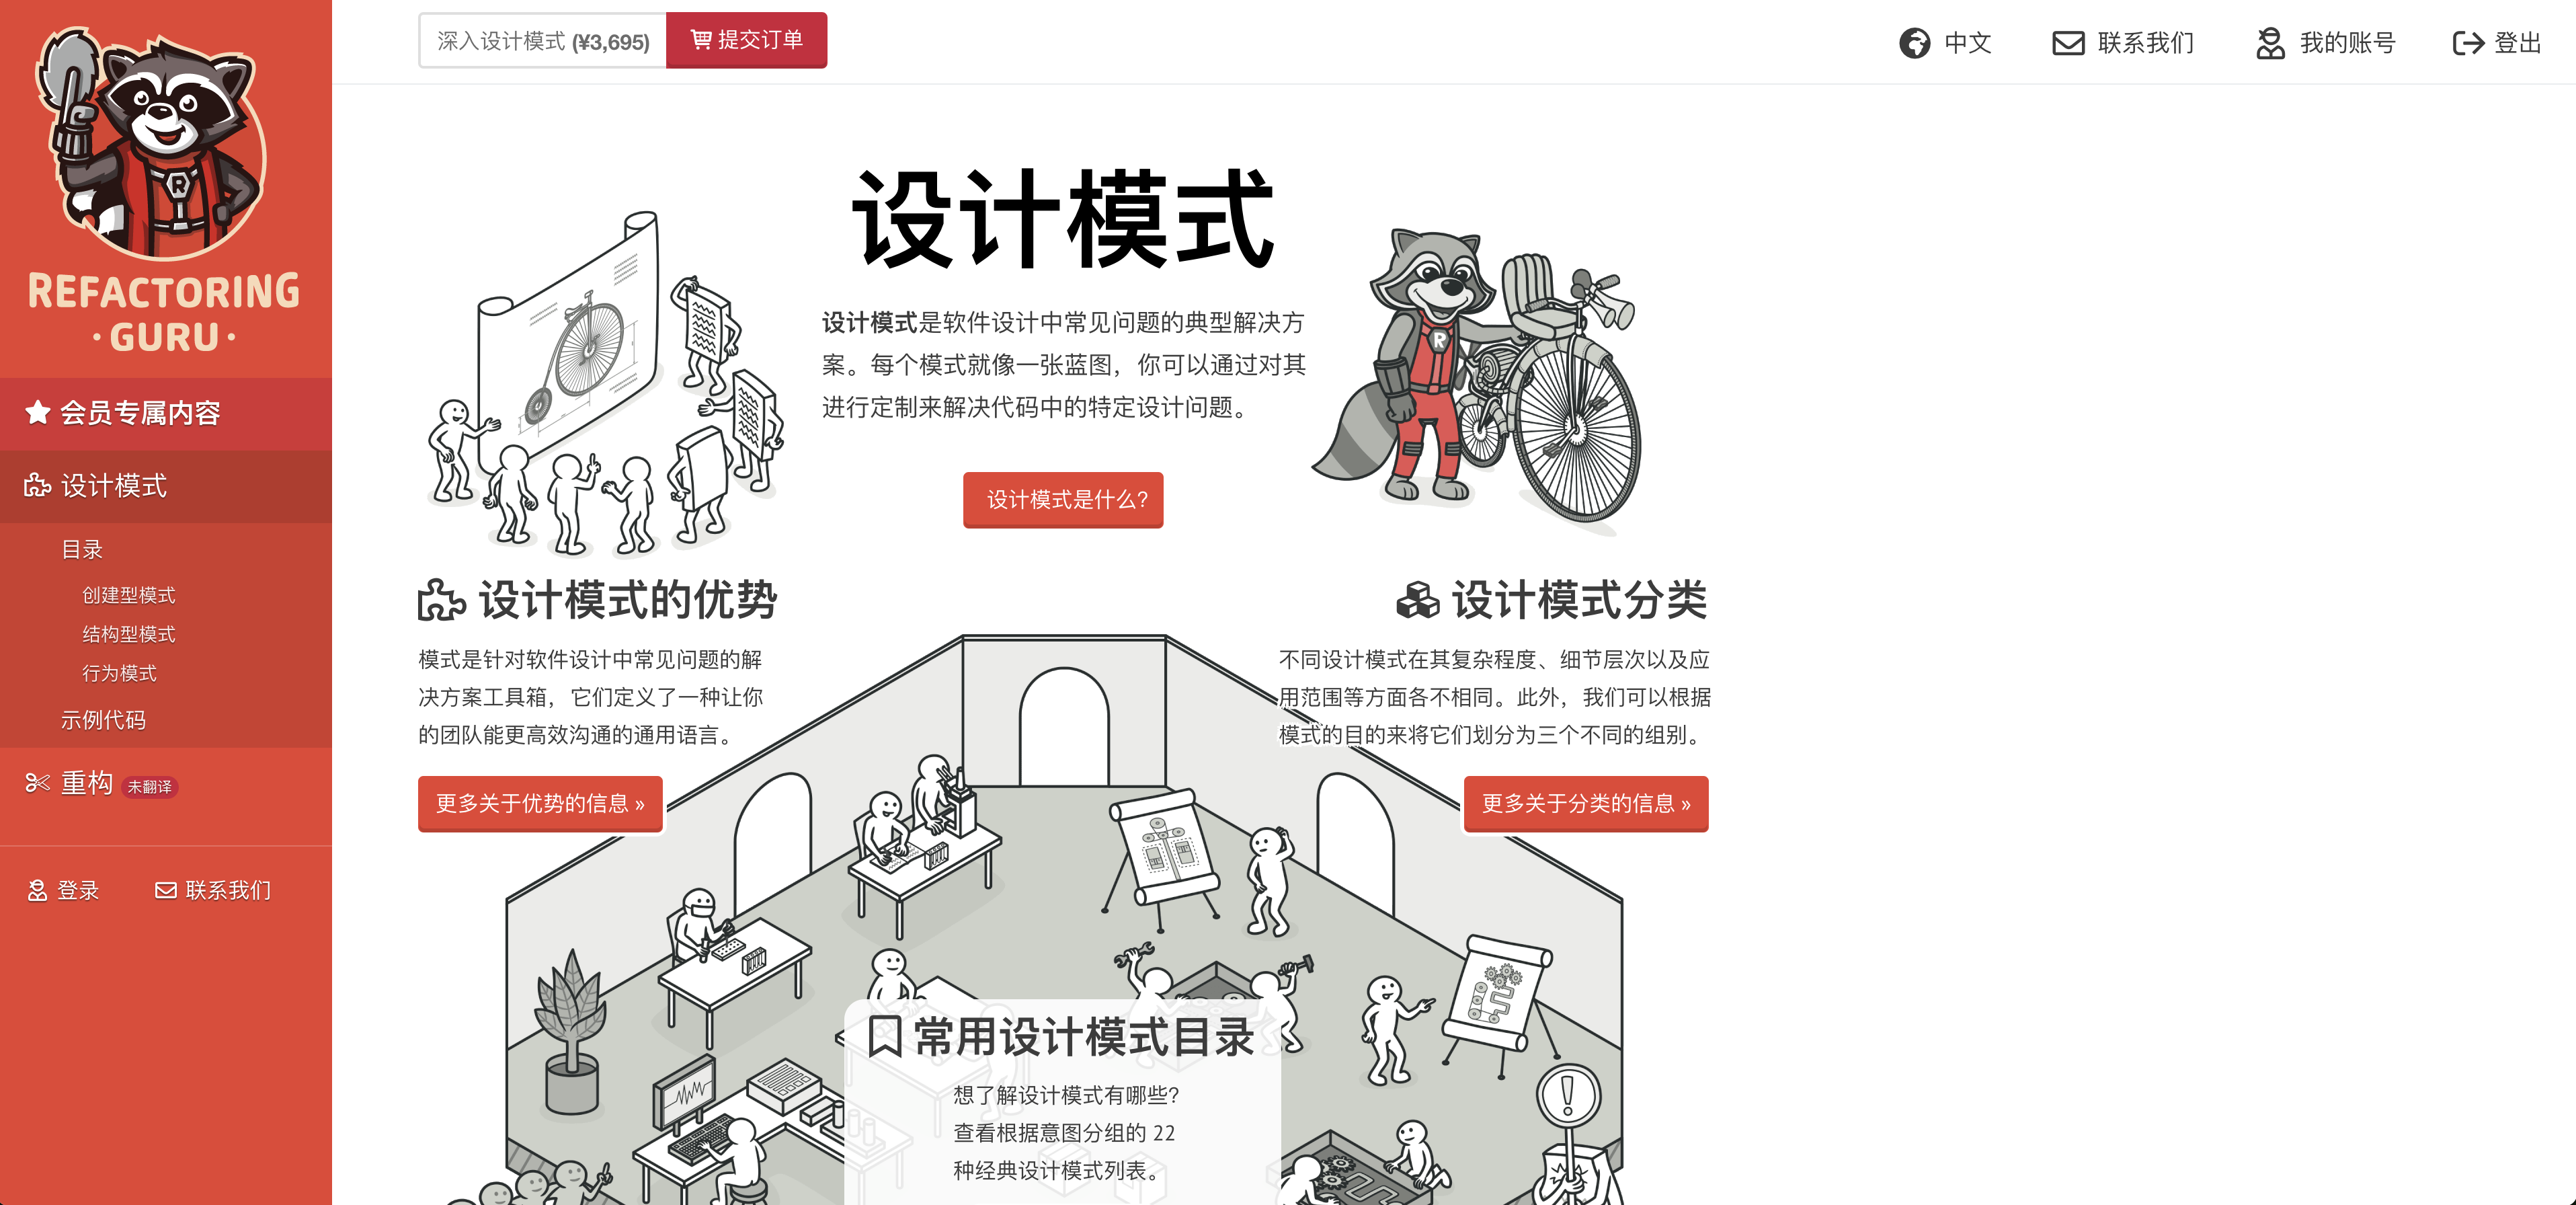 REFACTORING
· GURU ·
会员专属内容
设计模式
目录
创建型模式
结构型模式
行为模式
示例代码
重构 未翻译
登录
联系我们
深入设计模式 (¥3,695)
提交订单
中文
联系我们
我的账号
登出
设计模式
设计模式是软件设计中常见问题的典型解决方
案。每个模式就像一张蓝图，你可以通过对其
进行定制来解决代码中的特定设计问题。
设计模式是什么?
设计模式的优势
模式是针对软件设计中常见问题的解
决方案工具箱，它们定义了一种让你
的团队能更高效沟通的通用语言。
更多关于优势的信息 »
设计模式分类
不同设计模式在其复杂程度、细节层次以及应
用范围等方面各不相同。此外，我们可以根据
模式的目的来将它们划分为三个不同的组别。
更多关于分类的信息 »
常用设计模式目录
想了解设计模式有哪些?
查看根据意图分组的 22
种经典设计模式列表。